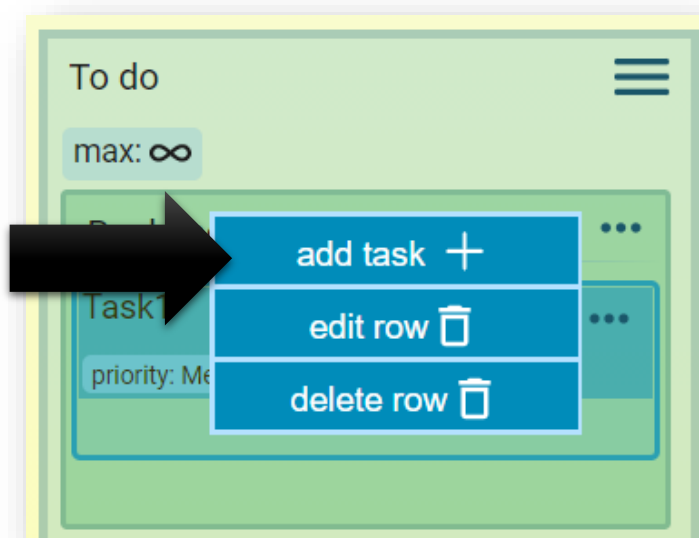 To do
max: ∞
add task +
Task1
edit row
priority: Me
delete row